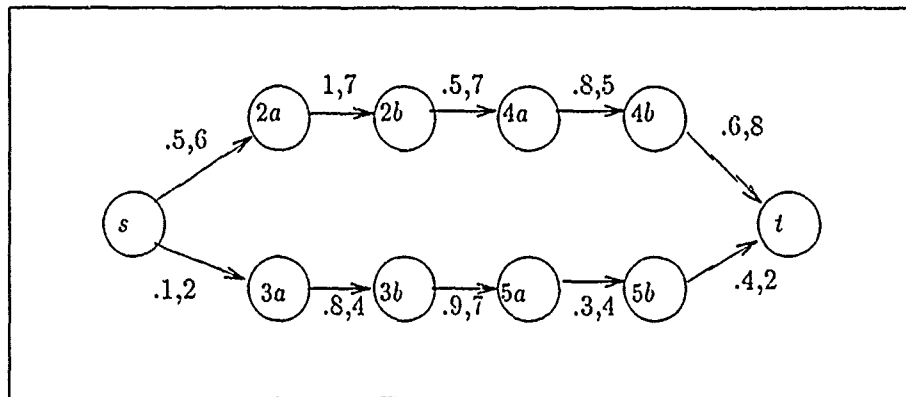 1,7 .5,7 .8,5
2a 2b 4a 4b
.5,6 .6,8
s t
.1,2 .4,2
3a 3b 5a 5b
.8,4 .9,7 .3,4